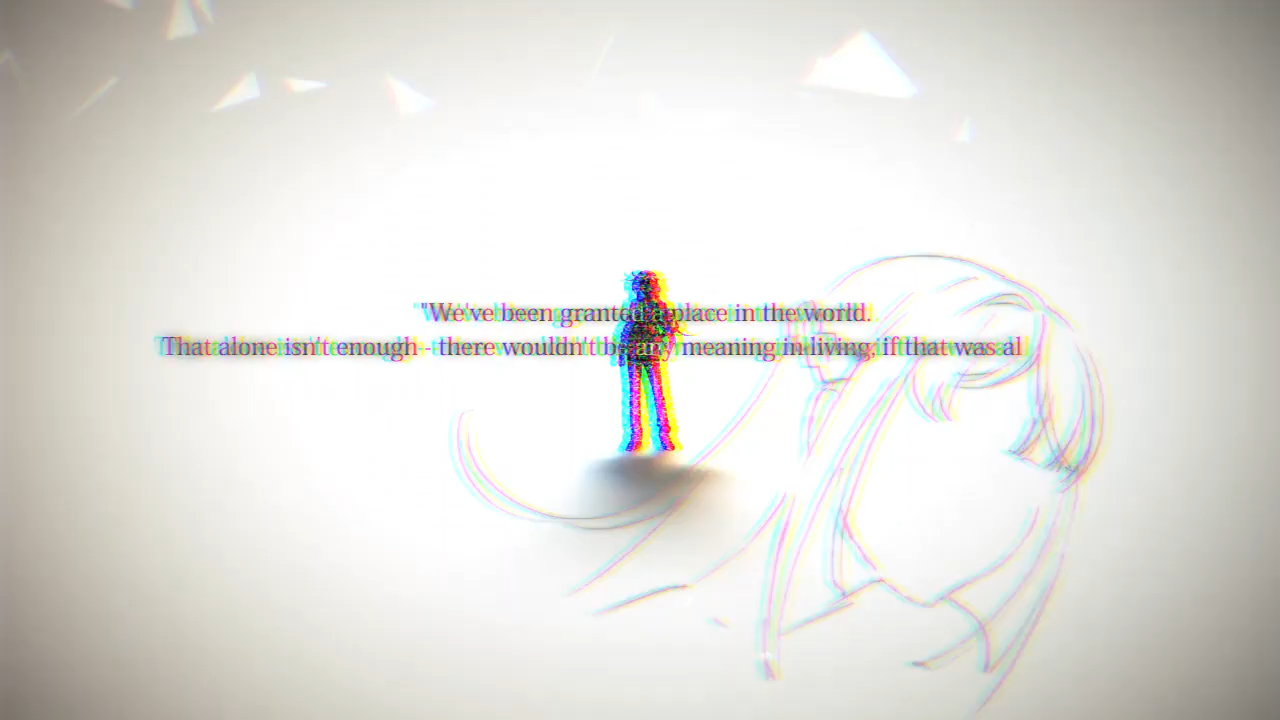 "We've been granted a place in the world.
That alone isn't enough - there wouldn't be any meaning in living, if that was al